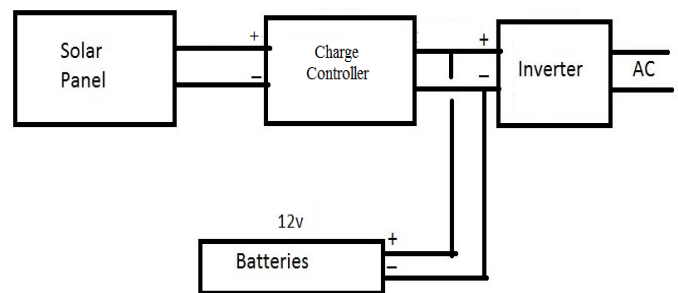 Solar
Panel
+
−
Charge
Controller
+
−
Inverter
AC
12v
Batteries
+
−